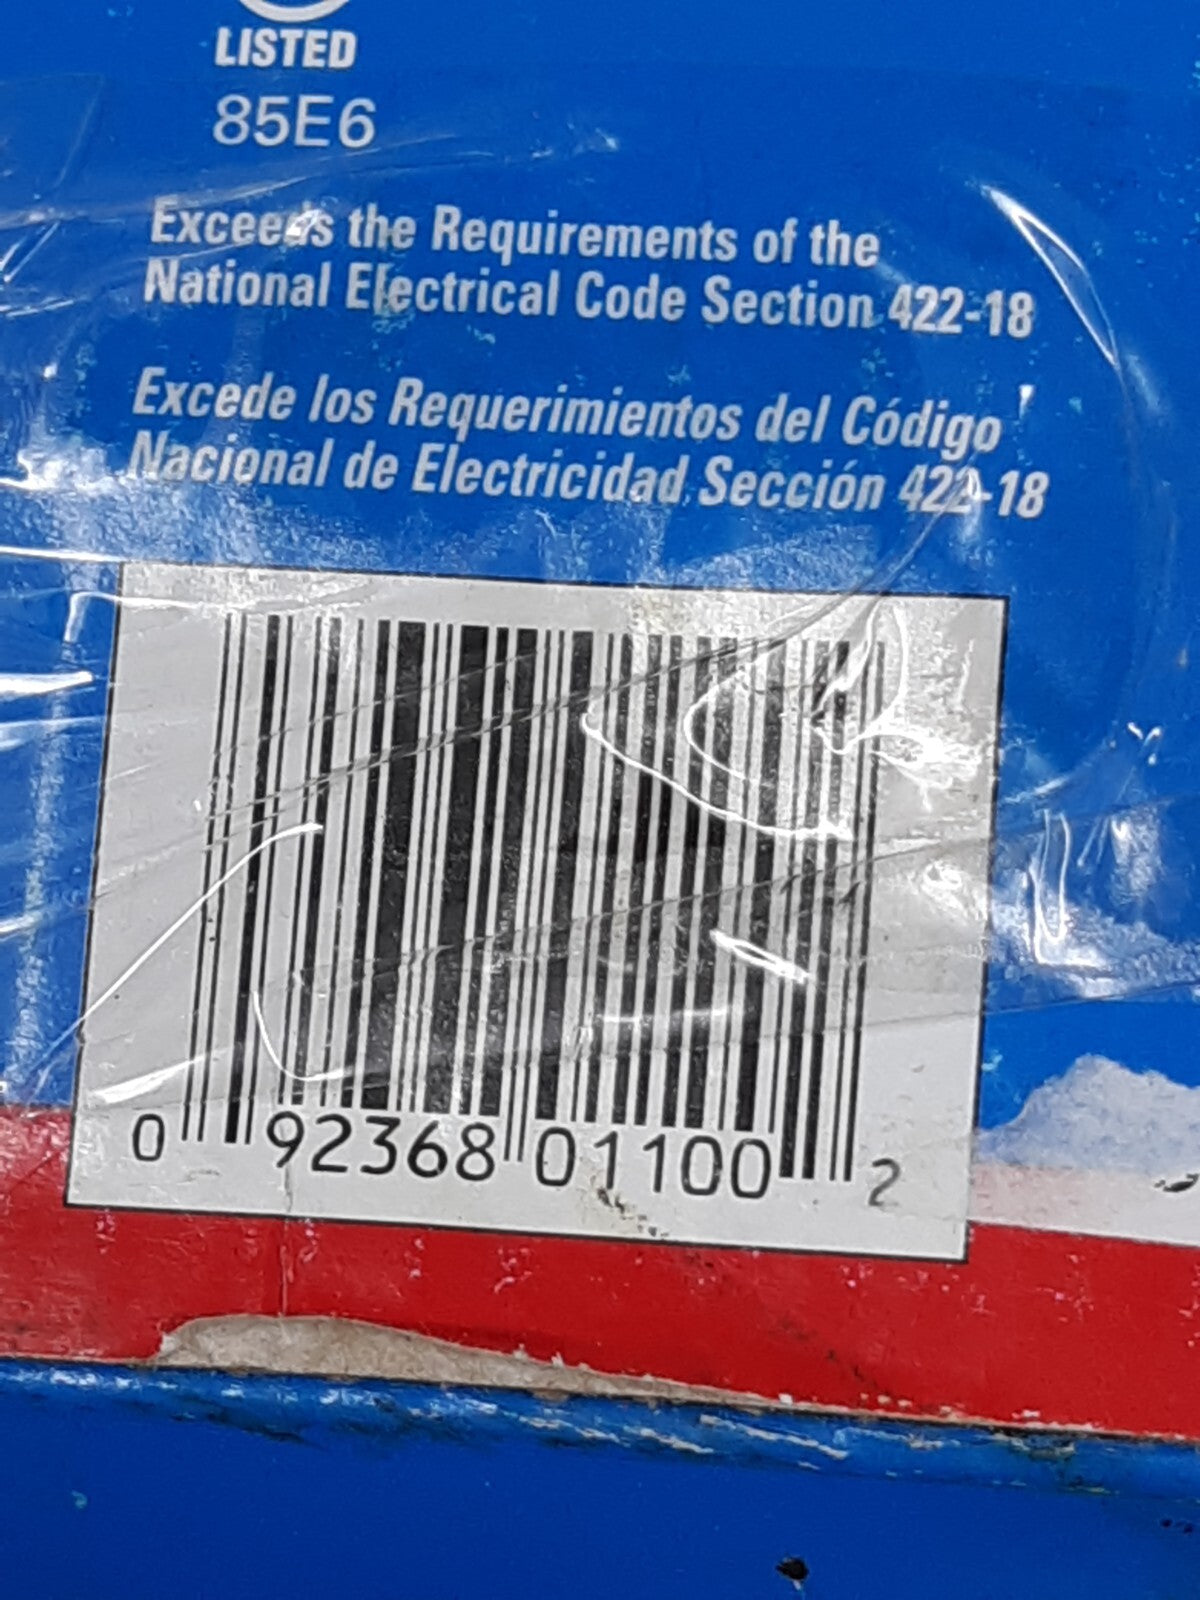 LISTED
85E6
Exceeds the Requirements of the
National Electrical Code Section 422-18
Excede los Requerimientos del Código
Nacional de Electricidad Sección 422-18
0 92368 01100 2